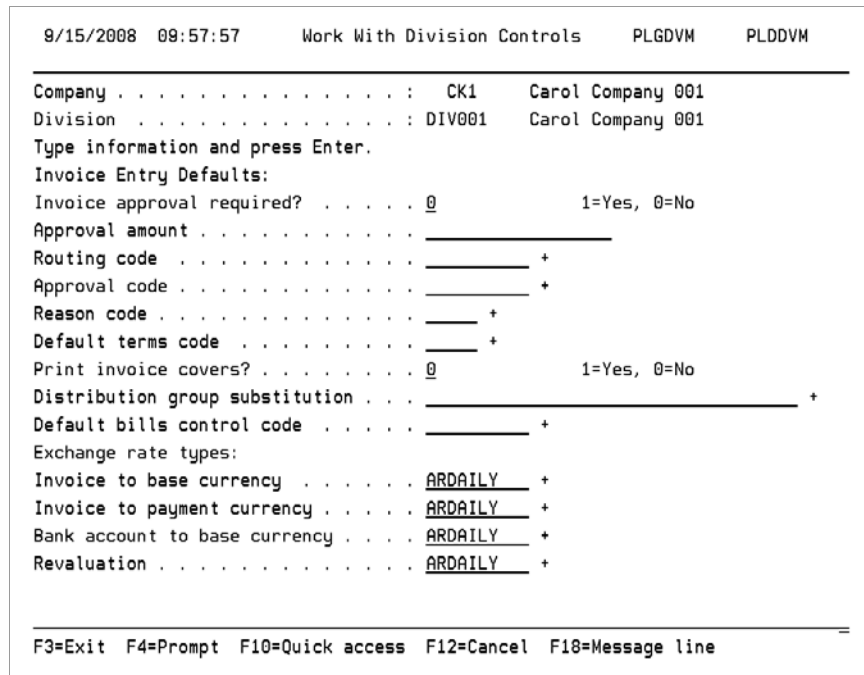 9/15/2008  09:57:57      Work With Division Controls     PLGDVM     PLDDVM
Company . . . . . . . . . . . . . . :   CK1     Carol Company 001
Division  . . . . . . . . . . . . . : DIV001    Carol Company 001
Type information and press Enter.
Invoice Entry Defaults:
Invoice approval required?  . . . . . 0              1=Yes, 0=No
Approval amount . . . . . . . . . . .
Routing code  . . . . . . . . . . . . +
Approval code . . . . . . . . . . . . +
Reason code . . . . . . . . . . . . . +
Default terms code  . . . . . . . . . +
Print invoice covers? . . . . . . . . 0              1=Yes, 0=No
Distribution group substitution . . . +
Default bills control code  . . . . . +
Exchange rate types:
Invoice to base currency  . . . . . . ARDAILY    +
Invoice to payment currency . . . . . ARDAILY    +
Bank account to base currency . . . . ARDAILY    +
Revaluation . . . . . . . . . . . . . ARDAILY    +
F3=Exit  F4=Prompt  F10=Quick access  F12=Cancel  F18=Message line